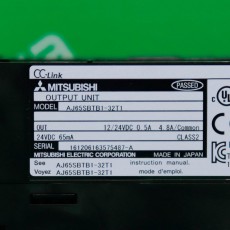 CC-Link
MITSUBISHI
PASSED
OUTPUT UNIT
MODEL AJ65SBTB1-32T1
OUT 12/24VDC 0.5A 4.8A/Common
24VDC 65mA CLASS2
SERIAL 161206163575487-A
MITSUBISHI ELECTRIC CORPORATION MADE IN JAPAN
See AJ65SBTB1-32T1 instruction manual.
Voyez AJ65SBTB1-32T1 mode d'emploi.